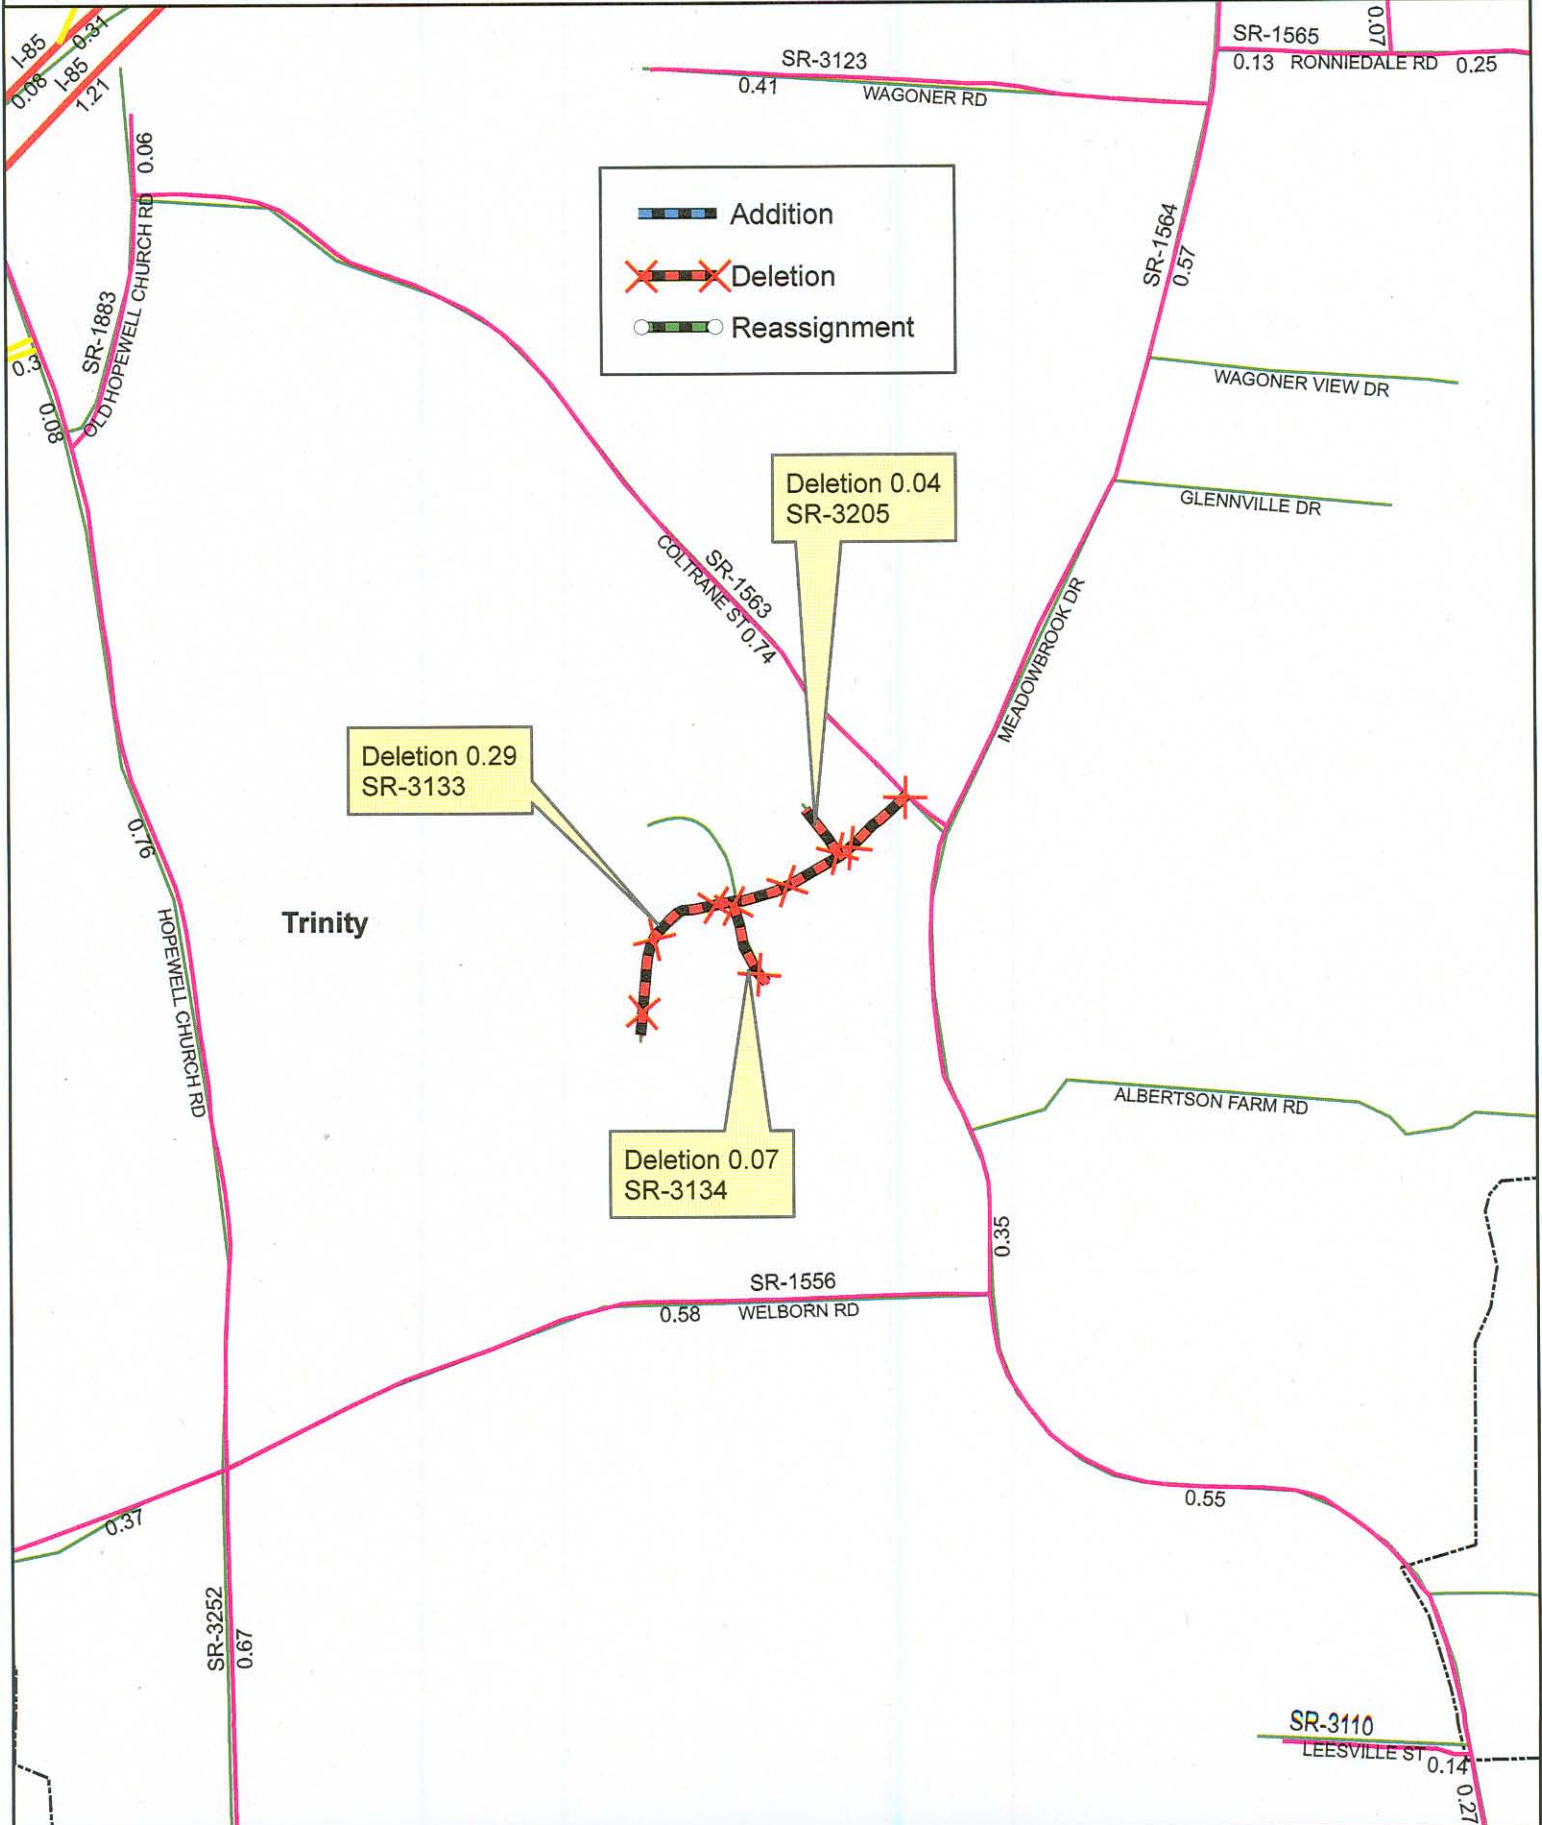 I-85
0.31
0.08
I-85
1.21
SR-3123
0.41
WAGONER RD
0.07
SR-1565
0.13 RONNIEDALE RD 0.25
0.06
Addition
Deletion
Reassignment
SR-1564
0.57
SR-1883
OLD HOPEWELL CHURCH RD
0.3
0.08
WAGONER VIEW DR
GLENNVILLE DR
Deletion 0.04
SR-3205
SR-1563
COLTRANE ST 0.74
MEADOWBROOK DR
Deletion 0.29
SR-3133
0.76
Trinity
HOPEWELL CHURCH RD
ALBERTSON FARM RD
Deletion 0.07
SR-3134
0.35
SR-1556
0.58 WELBORN RD
0.37
0.55
SR-3252
0.67
SR-3110
LEESVILLE ST 0.14
0.27